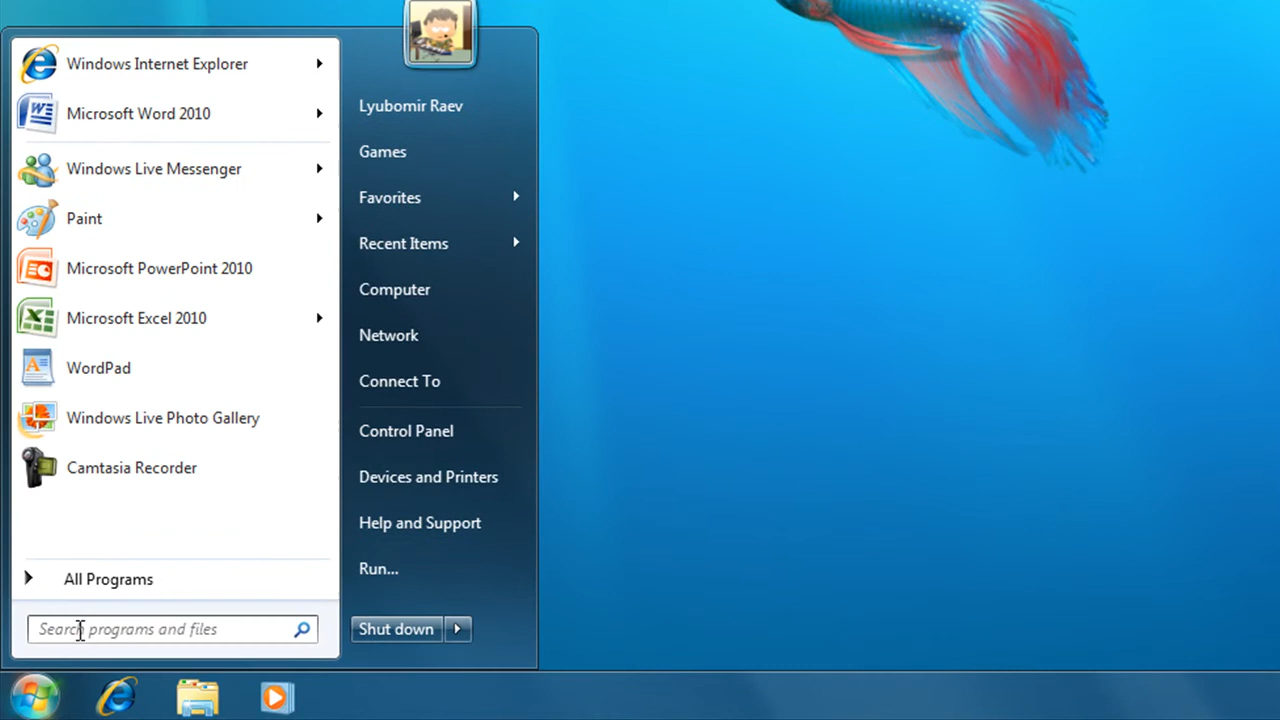 Windows Internet Explorer
Microsoft Word 2010
Windows Live Messenger
Paint
Microsoft PowerPoint 2010
Microsoft Excel 2010
WordPad
Windows Live Photo Gallery
Camtasia Recorder
All Programs
Search programs and files
Lyubomir Raev
Games
Favorites
Recent Items
Computer
Network
Connect To
Control Panel
Devices and Printers
Help and Support
Run...
Shut down